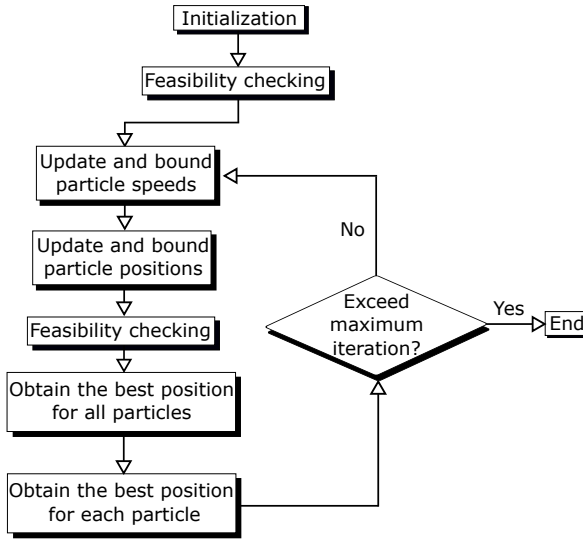 Initialization
Feasibility checking
Update and bound
particle speeds
Update and bound
particle positions
Feasibility checking
Obtain the best position
for all particles
Obtain the best position
for each particle
Exceed
maximum
iteration?
No
Yes
End